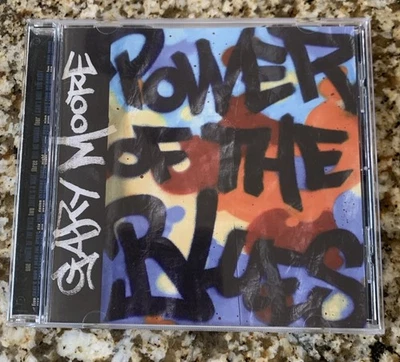 GARY MOORE
POWER
OF THE
BLUES